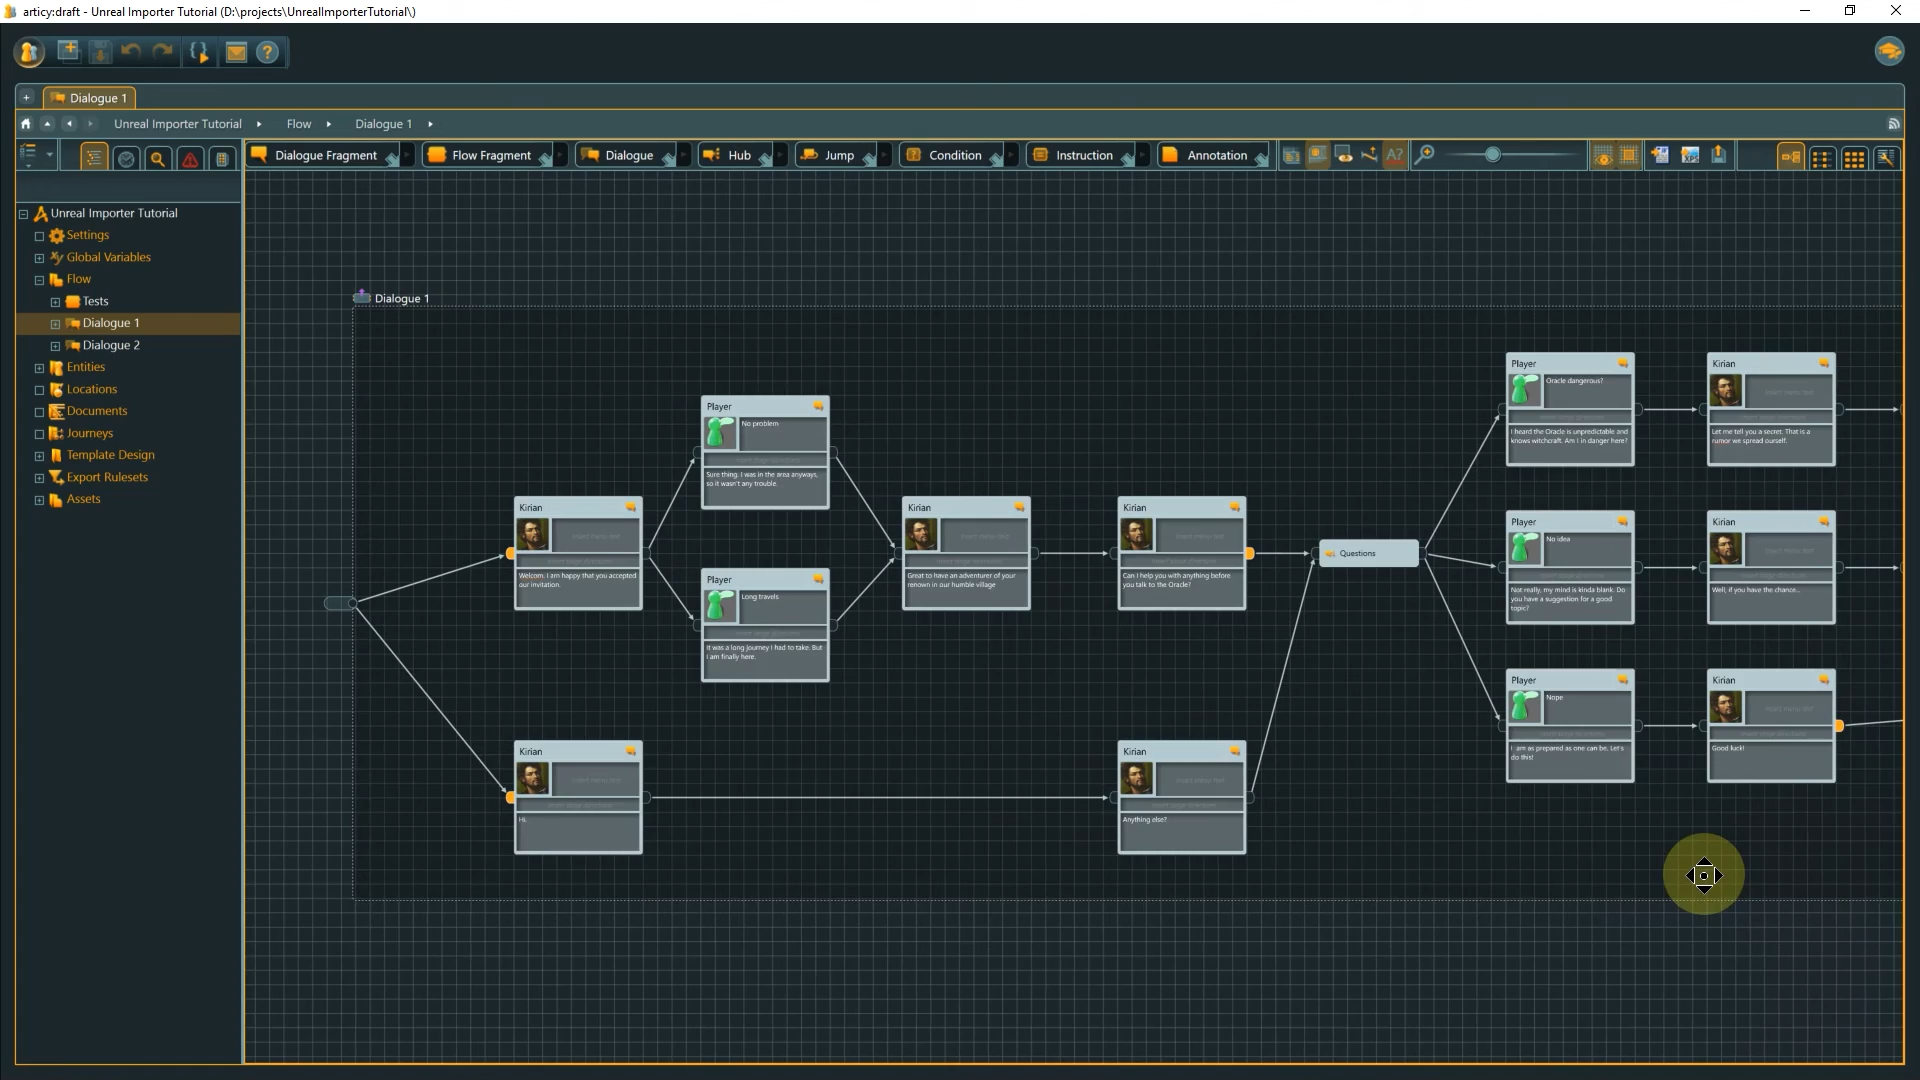 articy:draft - Unreal Importer Tutorial (D:\projects\UnrealImporterTutorial\)
Dialogue 1
Unreal Importer Tutorial
Flow
Dialogue 1
Dialogue Fragment
Flow Fragment
Dialogue
Hub
Jump
Condition
Instruction
Annotation
Unreal Importer Tutorial
Settings
Global Variables
Flow
Tests
Dialogue 1
Dialogue 2
Entities
Locations
Documents
Journeys
Template Design
Export Rulesets
Assets
Dialogue 1
Kirian
Welcom. I am happy that you accepted
our invitation.
Player
No problem
Sure thing. I was in the area anyways,
so it wasn't any trouble.
Player
Long travels
It was a long journey I had to take. But
I am finally here.
Kirian
Great to have an adventurer of your
renown in our humble village
Kirian
Can I help you with anything before
you talk to the Oracle?
Questions
Player
Oracle dangerous?
I heard the Oracle is unpredictable and
knows witchcraft. Am I in danger here?
Kirian
Let me tell you a secret. That is a
rumor we spread ourself.
Player
No idea
Not really, my mind is kinda blank. Do
you have a suggestion for a good
topic?
Kirian
Well, if you have the chance...
Player
Nope
I am as prepared as one can be. Let's
do this!
Kirian
Good luck!
Kirian
Hi.
Kirian
Anything else?